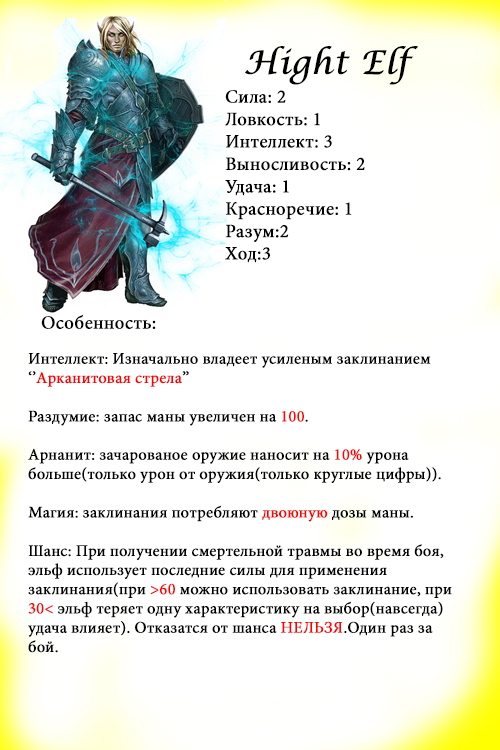 Hight Elf
Сила: 2
Ловкость: 1
Интеллект: 3
Выносливость: 2
Удача: 1
Красноречие: 1
Разум:2
Ход:3
Особенность:
Интеллект: Изначально владеет усиленым заклинанием
‘’Арканитовая стрела”
Раздумие: запас маны увеличен на 100.
Арнанит: зачарованое оружие наносит на 10% урона
больше(только урон от оружия(только круглые цифры)).
Магия: заклинания потребляют двоюную дозы маны.
Шанс: При получении смертельной травмы во время боя,
эльф использует последние силы для применения
заклинания(при >60 можно использовать заклинание, при
30< эльф теряет одну характеристику на выбор(навсегда)
удача влияет). Отказатся от шанса НЕЛЬЗЯ.Один раз за
бой.